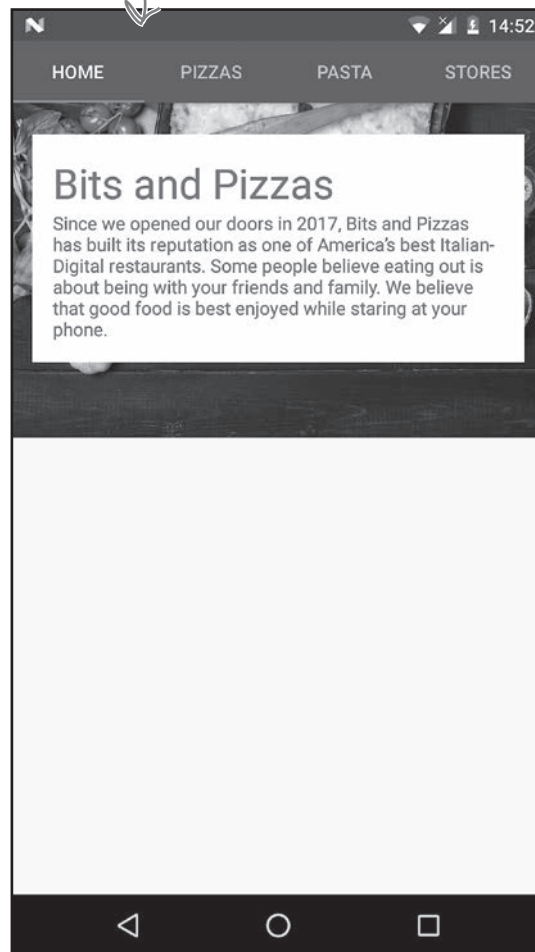 14:52
HOME PIZZAS PASTA STORES
Bits and Pizzas
Since we opened our doors in 2017, Bits and Pizzas
has built its reputation as one of America’s best Italian-
Digital restaurants. Some people believe eating out is
about being with your friends and family. We believe
that good food is best enjoyed while staring at your
phone.